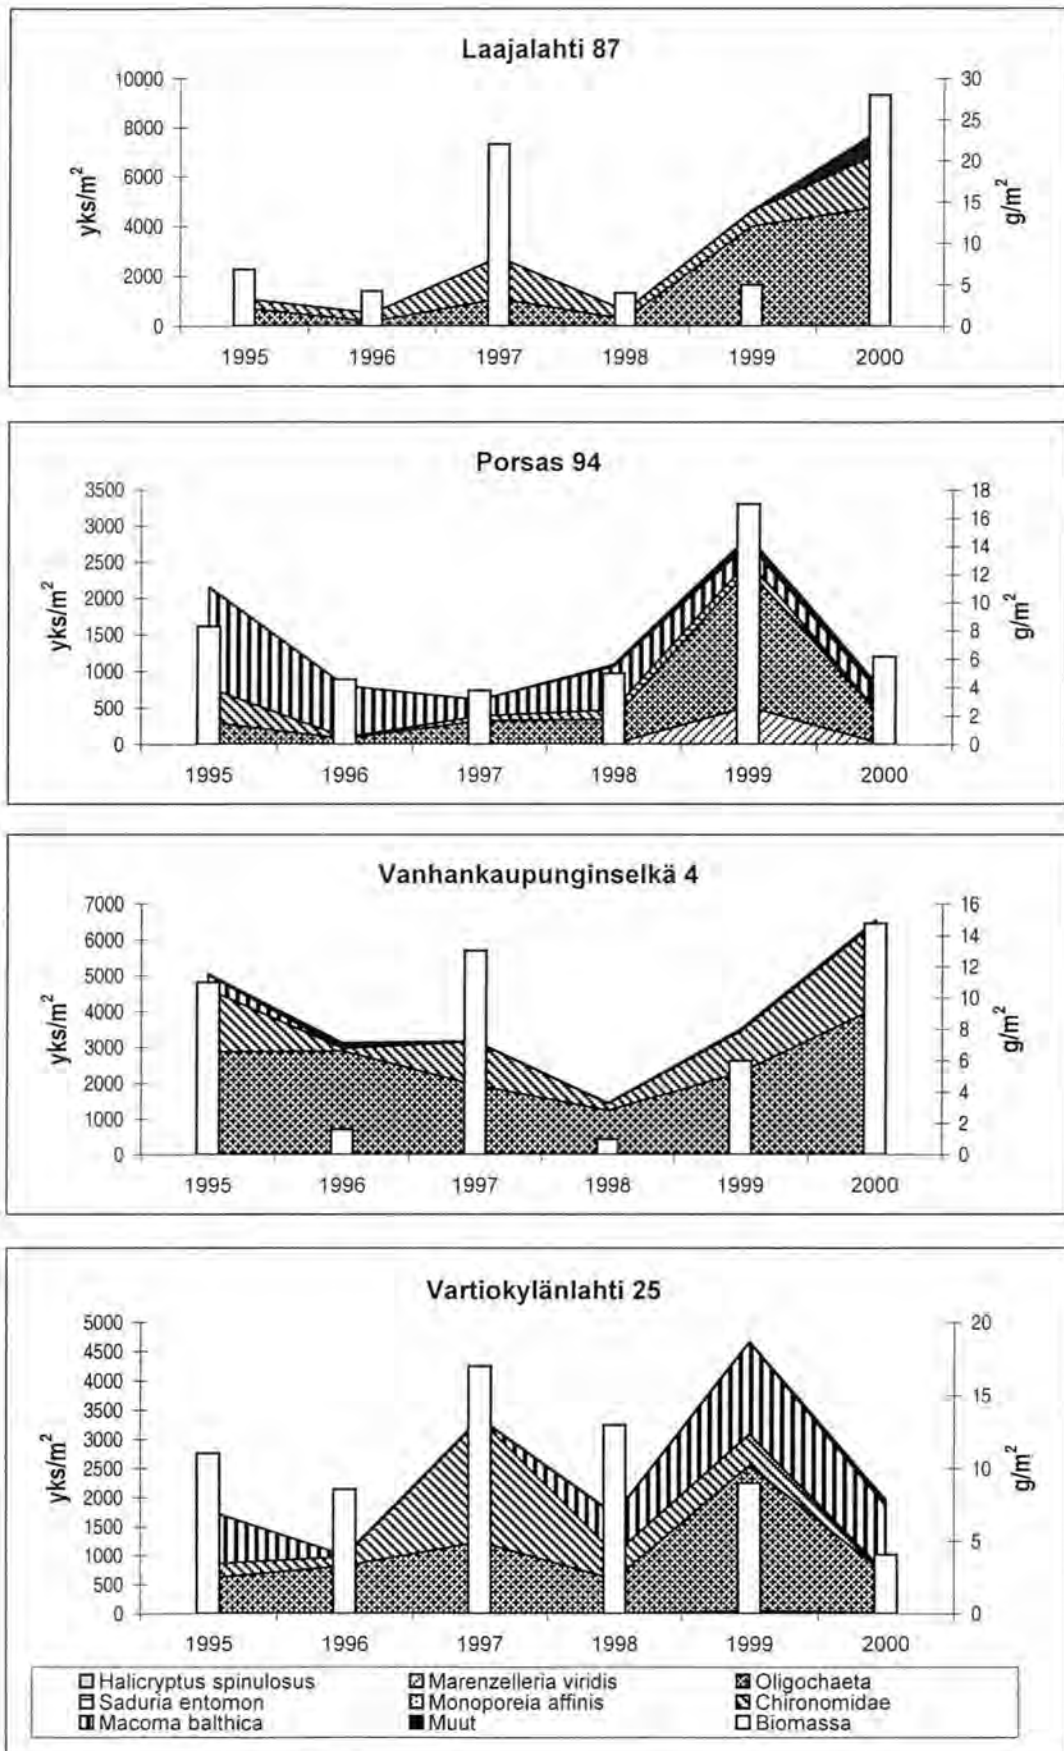 Laajalahti 87
10000 8000 6000 4000 2000 0
yks/m²
30 25 20 15 10 5 0
g/m²
1995 1996 1997 1998 1999 2000
Porsas 94
3500 3000 2500 2000 1500 1000 500 0
yks/m²
18 16 14 12 10 8 6 4 2 0
g/m²
1995 1996 1997 1998 1999 2000
Vanhankaupunginselkä 4
7000 6000 5000 4000 3000 2000 1000 0
yks/m²
16 14 12 10 8 6 4 2 0
g/m²
1995 1996 1997 1998 1999 2000
Vartiokylänlahti 25
5000 4500 4000 3500 3000 2500 2000 1500 1000 500 0
yks/m²
20 15 10 5 0
g/m²
1995 1996 1997 1998 1999 2000
Halicryptus spinulosus Marenzelleria viridis Oligochaeta
Saduria entomon Monoporeia affinis Chironomidae
Macoma balthica Muut Biomassa